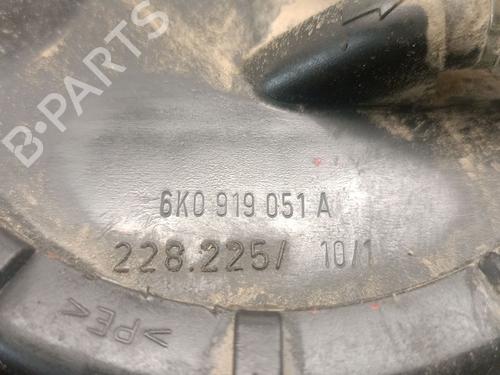 B-PARTS
6K0 919 051 A
228.225/ 10/1
>PE<